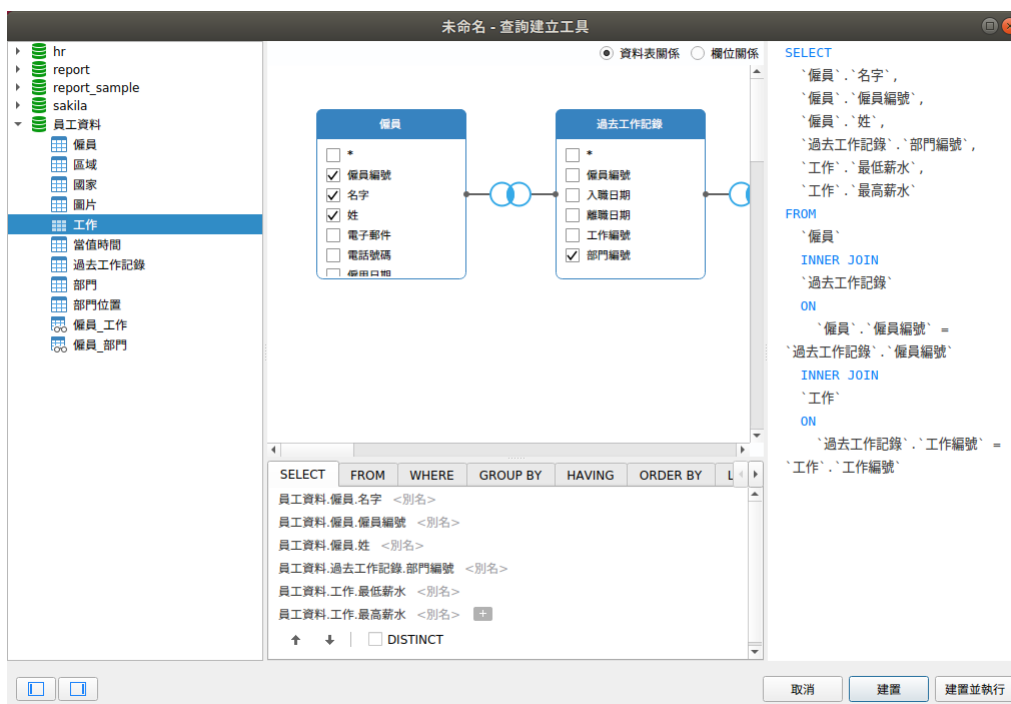 未命名 - 查詢建立工具
hr
report
report_sample
sakila
員工資料
僱員
區域
國家
圖片
工作
當值時間
過去工作記錄
部門
部門位置
僱員_工作
僱員_部門
資料表關係 欄位關係
僱員
*
僱員編號
名字
姓
電子郵件
電話號碼
僱用日期
過去工作記錄
*
僱員編號
入職日期
離職日期
工作編號
部門編號
SELECT FROM WHERE GROUP BY HAVING ORDER BY
員工資料.僱員.名字 <別名>
員工資料.僱員.僱員編號 <別名>
員工資料.僱員.姓 <別名>
員工資料.過去工作記錄.部門編號 <別名>
員工資料.工作.最低薪水 <別名>
員工資料.工作.最高薪水 <別名> +
DISTINCT
SELECT
`僱員`.`名字`,
`僱員`.`僱員編號`,
`僱員`.`姓`,
`過去工作記錄`.`部門編號`,
`工作`.`最低薪水`,
`工作`.`最高薪水`
FROM
`僱員`
INNER JOIN
`過去工作記錄`
ON
`僱員`.`僱員編號` =
`過去工作記錄`.`僱員編號`
INNER JOIN
`工作`
ON
`過去工作記錄`.`工作編號` =
`工作`.`工作編號`
取消 建置 建置並執行